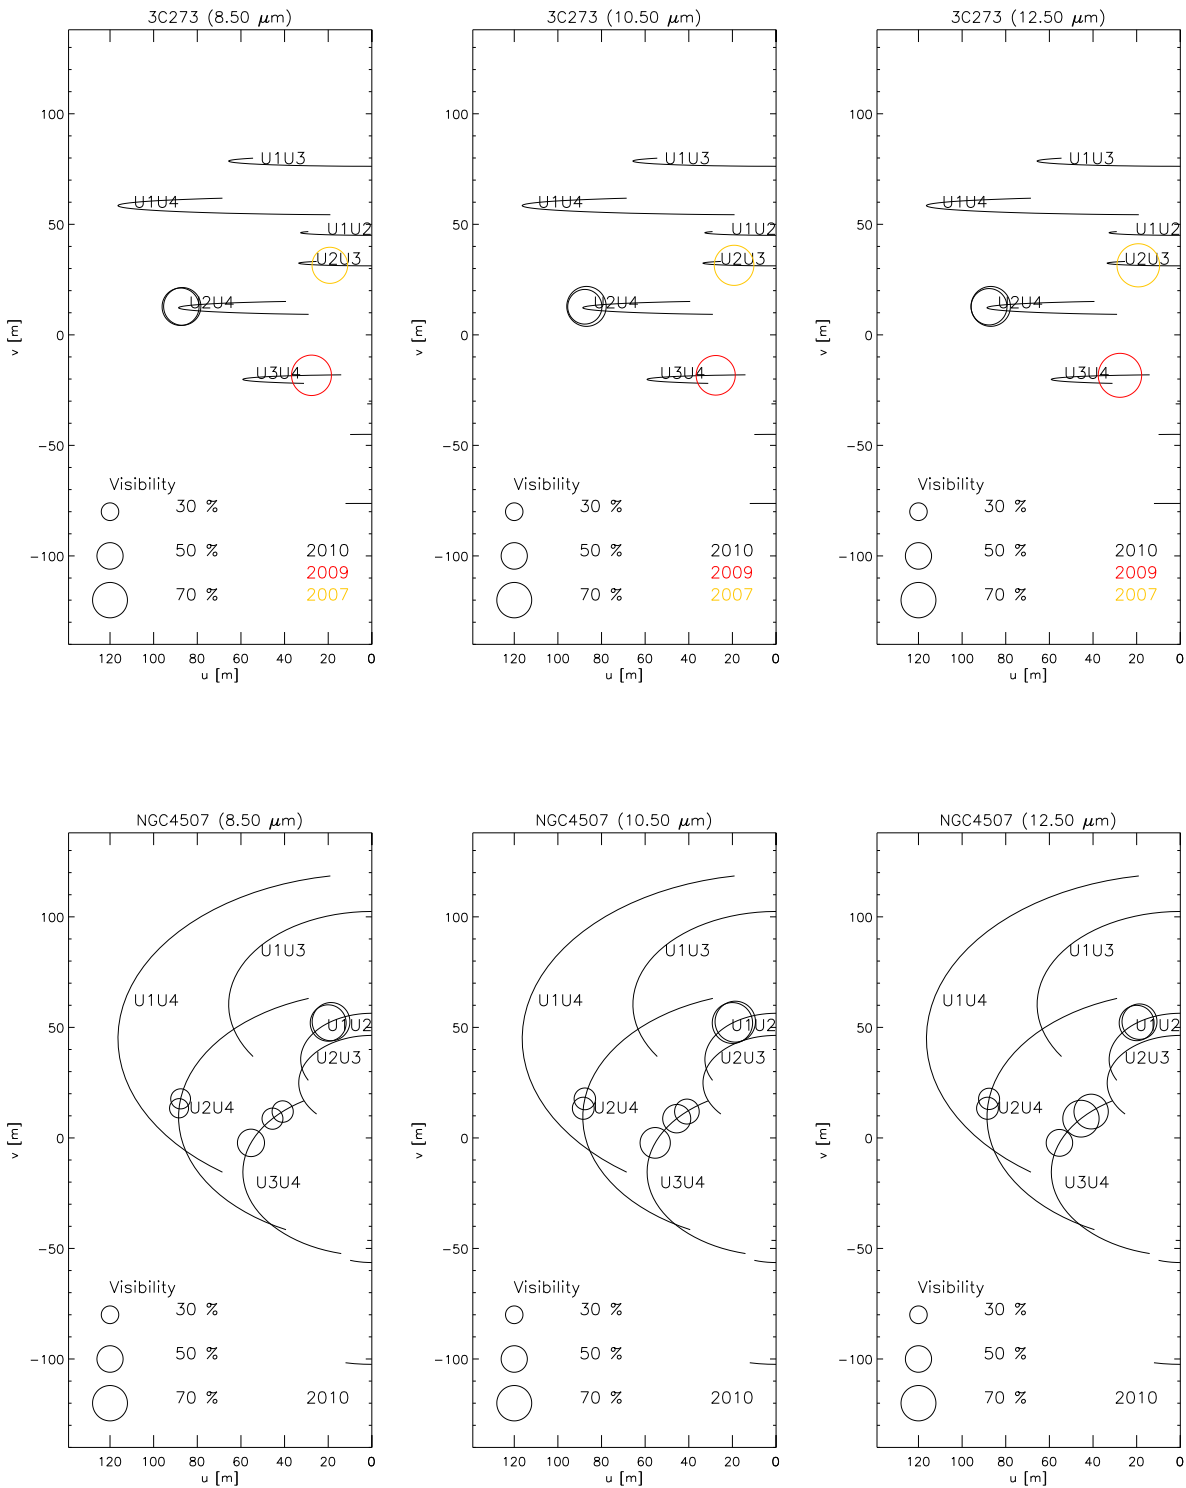 3C273 (8.50 μm)
100
50
0
−50
−100
v [m]
U1U3
U1U4
U1U2
U2U3
U2U4
U3U4
Visibility
30 %
50 %
70 %
2010
2009
2007
120 100 80 60 40 20 0
u [m]
3C273 (10.50 μm)
100
50
0
−50
−100
v [m]
U1U3
U1U4
U1U2
U2U3
U2U4
U3U4
Visibility
30 %
50 %
70 %
2010
2009
2007
120 100 80 60 40 20 0
u [m]
3C273 (12.50 μm)
100
50
0
−50
−100
v [m]
U1U3
U1U4
U1U2
U2U3
U2U4
U3U4
Visibility
30 %
50 %
70 %
2010
2009
2007
120 100 80 60 40 20 0
u [m]
NGC4507 (8.50 μm)
100
50
0
−50
−100
v [m]
U1U3
U1U4
U1U2
U2U3
U2U4
U3U4
Visibility
30 %
50 %
70 %
2010
120 100 80 60 40 20 0
u [m]
NGC4507 (10.50 μm)
100
50
0
−50
−100
v [m]
U1U3
U1U4
U1U2
U2U3
U2U4
U3U4
Visibility
30 %
50 %
70 %
2010
120 100 80 60 40 20 0
u [m]
NGC4507 (12.50 μm)
100
50
0
−50
−100
v [m]
U1U3
U1U4
U1U2
U2U3
U2U4
U3U4
Visibility
30 %
50 %
70 %
2010
120 100 80 60 40 20 0
u [m]